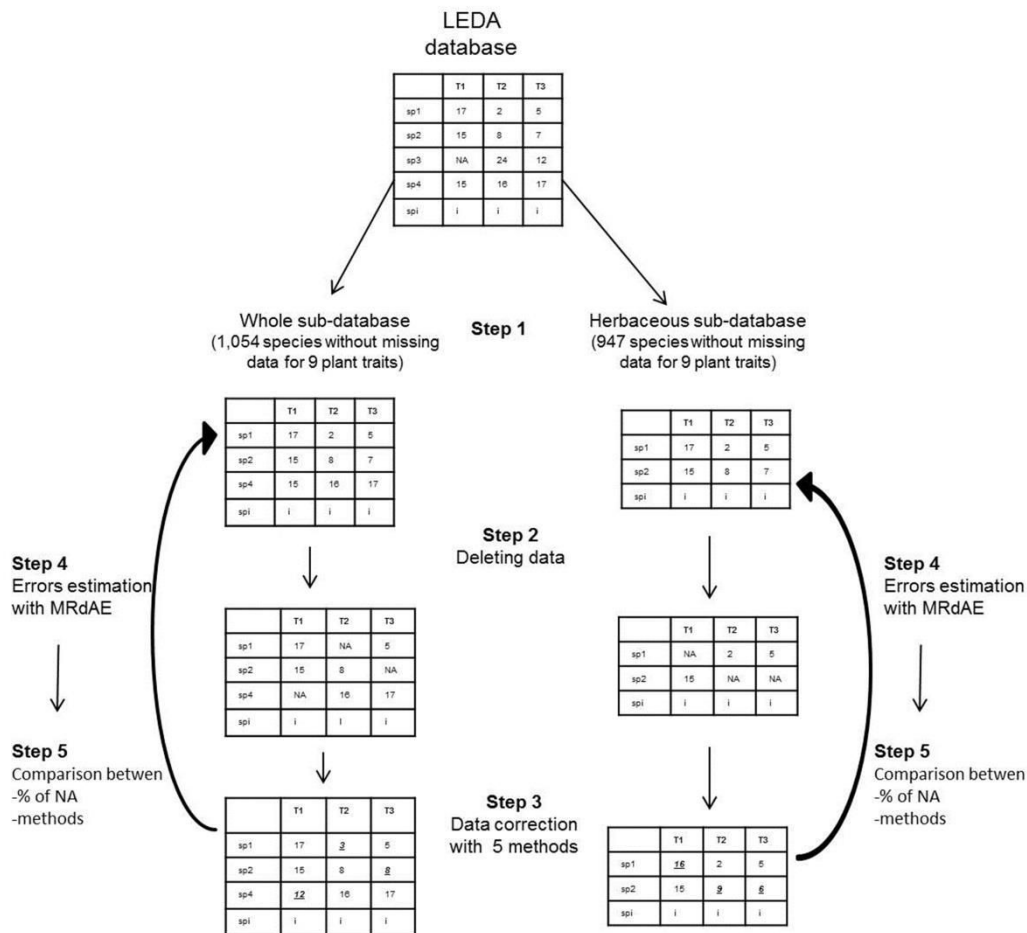 LEDA
database
T1 T2 T3
sp1 17 2 5
sp2 15 8 7
sp3 NA 24 12
sp4 15 16 17
spi i i i
Whole sub-database
(1,054 species without missing
data for 9 plant traits)
Step 1
Herbaceous sub-database
(947 species without missing
data for 9 plant traits)
T1 T2 T3
sp1 17 2 5
sp2 15 8 7
sp4 15 16 17
spi i i i
T1 T2 T3
sp1 17 2 5
sp2 15 8 7
spi i i i
Step 2
Deleting data
Step 4
Errors estimation
with MRdAE
Step 4
Errors estimation
with MRdAE
T1 T2 T3
sp1 17 NA 5
sp2 15 8 NA
sp4 NA 16 17
spi i l i
T1 T2 T3
sp1 NA 2 5
sp2 15 NA NA
spi i i i
Step 5
Comparison betwen
-% of NA
-methods
Step 5
Comparison betwen
-% of NA
-methods
Step 3
Data correction
with 5 methods
T1 T2 T3
sp1 17 3 5
sp2 15 8 8
sp4 12 16 17
spi i i i
T1 T2 T3
sp1 16 2 5
sp2 15 9 6
spi i i i